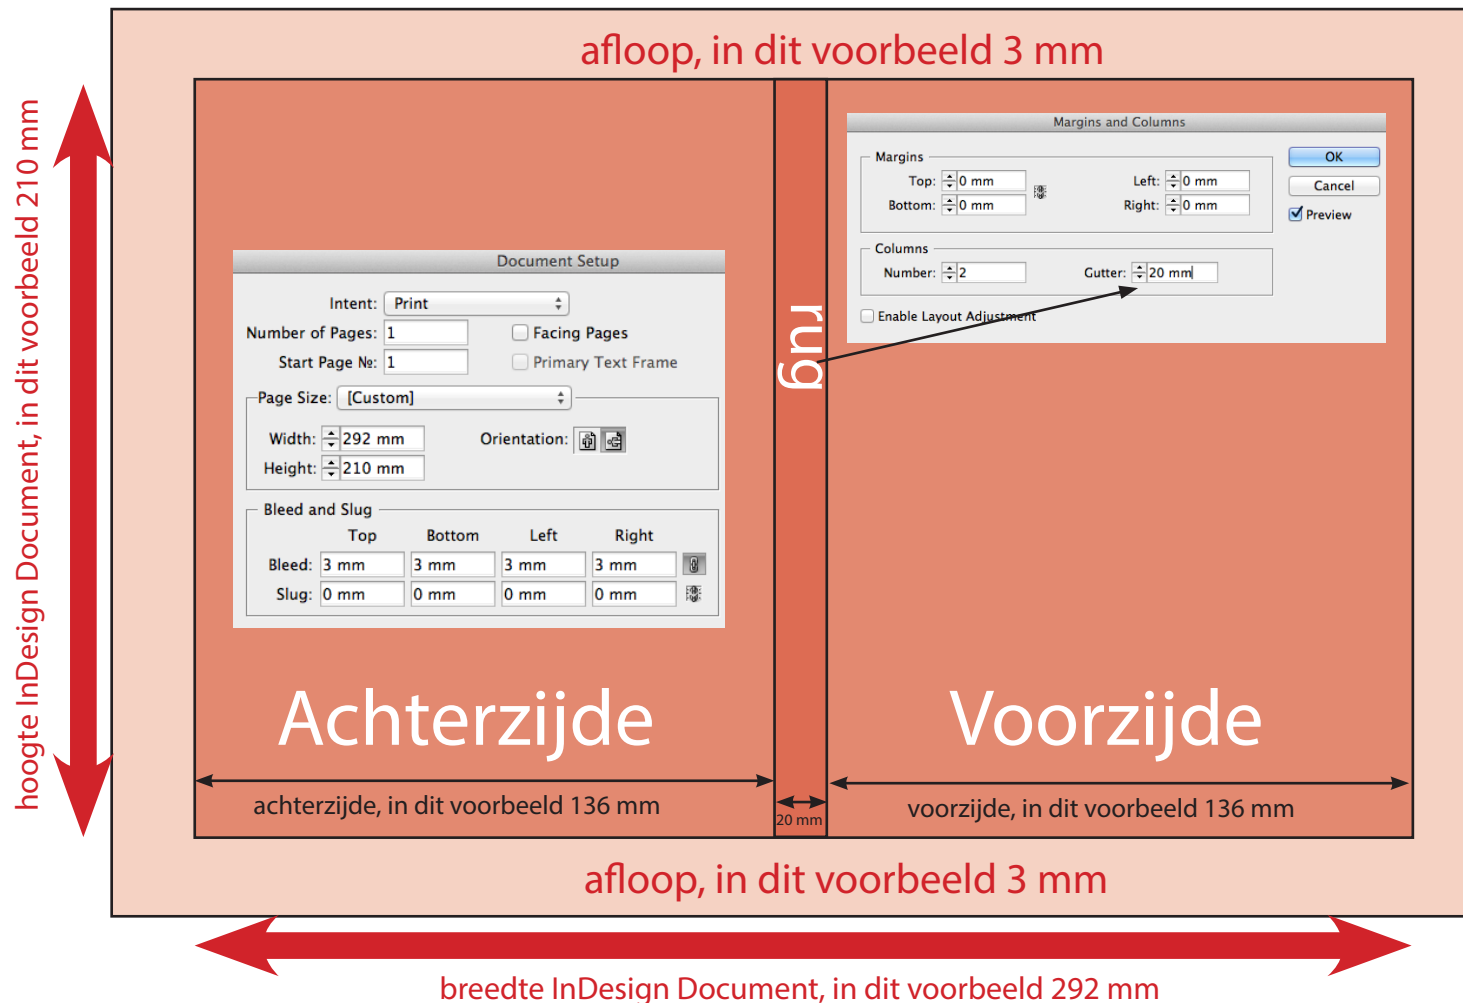 afloop, in dit voorbeeld 3 mm
hoogte InDesign Document, in dit voorbeeld 210 mm
Document Setup
Intent: Print
Number of Pages: 1
Facing Pages
Start Page №: 1
Primary Text Frame
Page Size: [Custom]
Width: 292 mm
Orientation:
Height: 210 mm
Bleed and Slug
Top Bottom Left Right
Bleed: 3 mm 3 mm 3 mm 3 mm
Slug: 0 mm 0 mm 0 mm 0 mm
Achterzijde
achterzijde, in dit voorbeeld 136 mm
rug
20 mm
Margins and Columns
Margins
Top: 0 mm Left: 0 mm
Bottom: 0 mm Right: 0 mm
OK
Cancel
Preview
Columns
Number: 2 Gutter: 20 mm
Enable Layout Adjustment
Voorzijde
voorzijde, in dit voorbeeld 136 mm
afloop, in dit voorbeeld 3 mm
breedte InDesign Document, in dit voorbeeld 292 mm